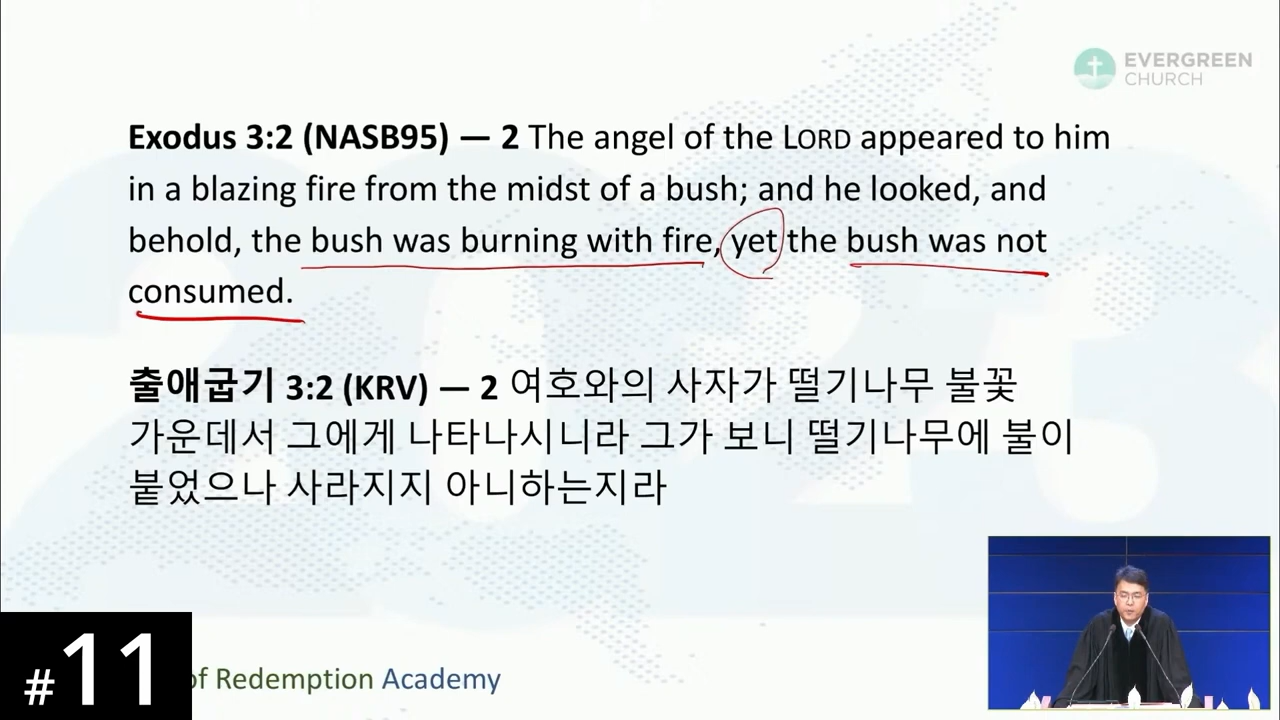 EVERGREEN
CHURCH
Exodus 3:2 (NASB95) — 2 The angel of the LORD appeared to him
in a blazing fire from the midst of a bush; and he looked, and
behold, the bush was burning with fire, yet the bush was not
consumed.
출애굽기 3:2 (KRV) — 2 여호와의 사자가 떨기나무 불꽃
가운데서 그에게 나타나시니라 그가 보니 떨기나무에 불이
붙었으나 사라지지 아니하는지라
#11
of Redemption Academy